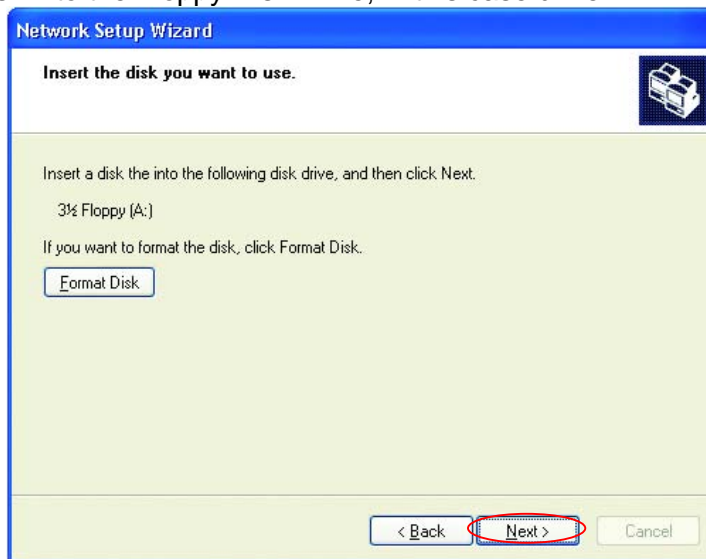 Network Setup Wizard
Insert the disk you want to use.
Insert a disk the into the following disk drive, and then click Next.
3½ Floppy (A:)
If you want to format the disk, click Format Disk.
Format Disk
< Back Next > Cancel